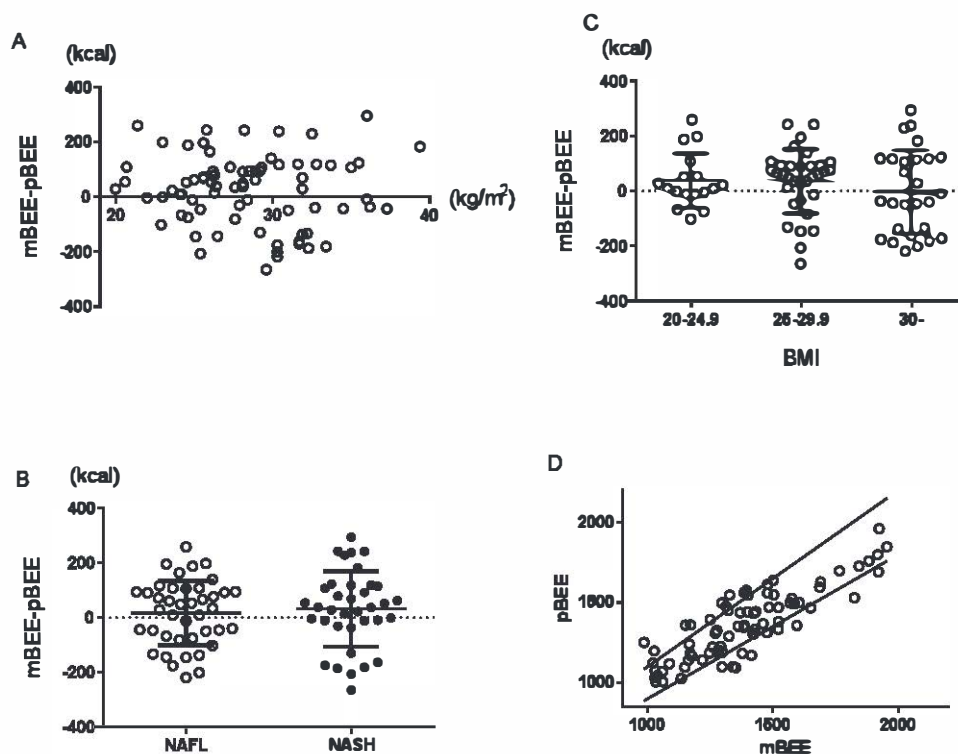 A
(kcal)
400
200
0
-200
-400
mBEE-pBEE
20
30
40
(kg/m²)
C
(kcal)
400
200
0
-200
-400
mBEE-pBEE
20-24.9
25-29.9
30-
BMI
B
(kcal)
400
200
0
-200
-400
mBEE-pBEE
NAFL
NASH
D
2000
1500
1000
pBEE
1000
1500
2000
mBEE